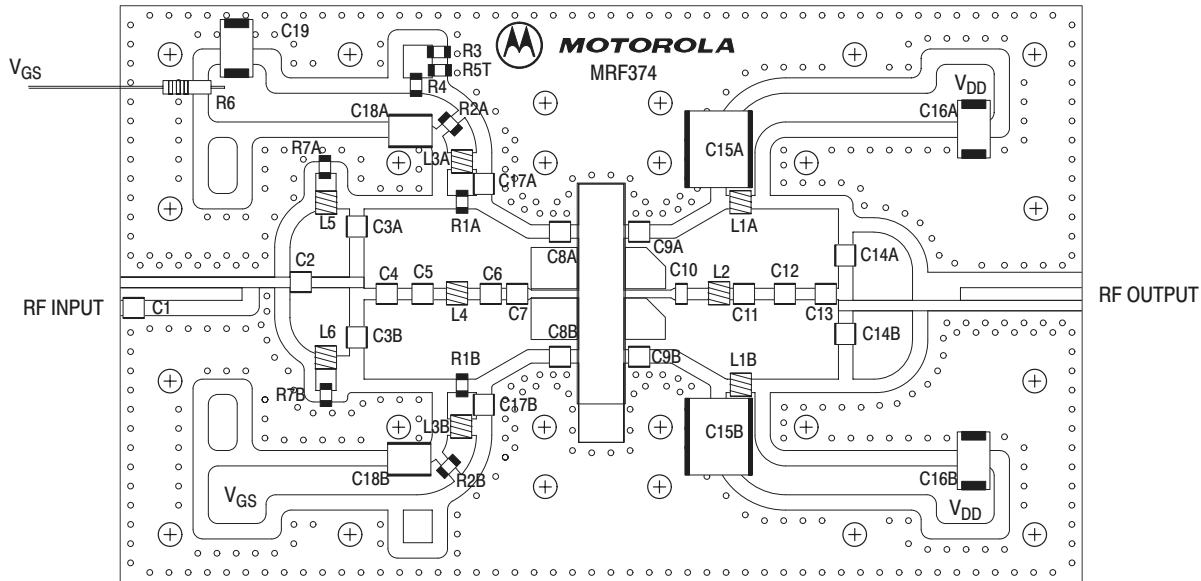 C19
R3
MOTOROLA
R5T
MRF374
V_GS
R6
R4
V_DD
C18A
R2A
C16A
C15A
R7A
L3A
C17A
L5
C3A
R1A
L1A
C8A
C9A
C14A
C2
C4
C5
C6
C10
L2
C12
RF INPUT
C1
L4
C7
C11
C13
RF OUTPUT
L6
C3B
C8B
C14B
R1B
C9B
L1B
R7B
C17B
L3B
C15B
C18B
R2B
C16B
V_GS
V_DD